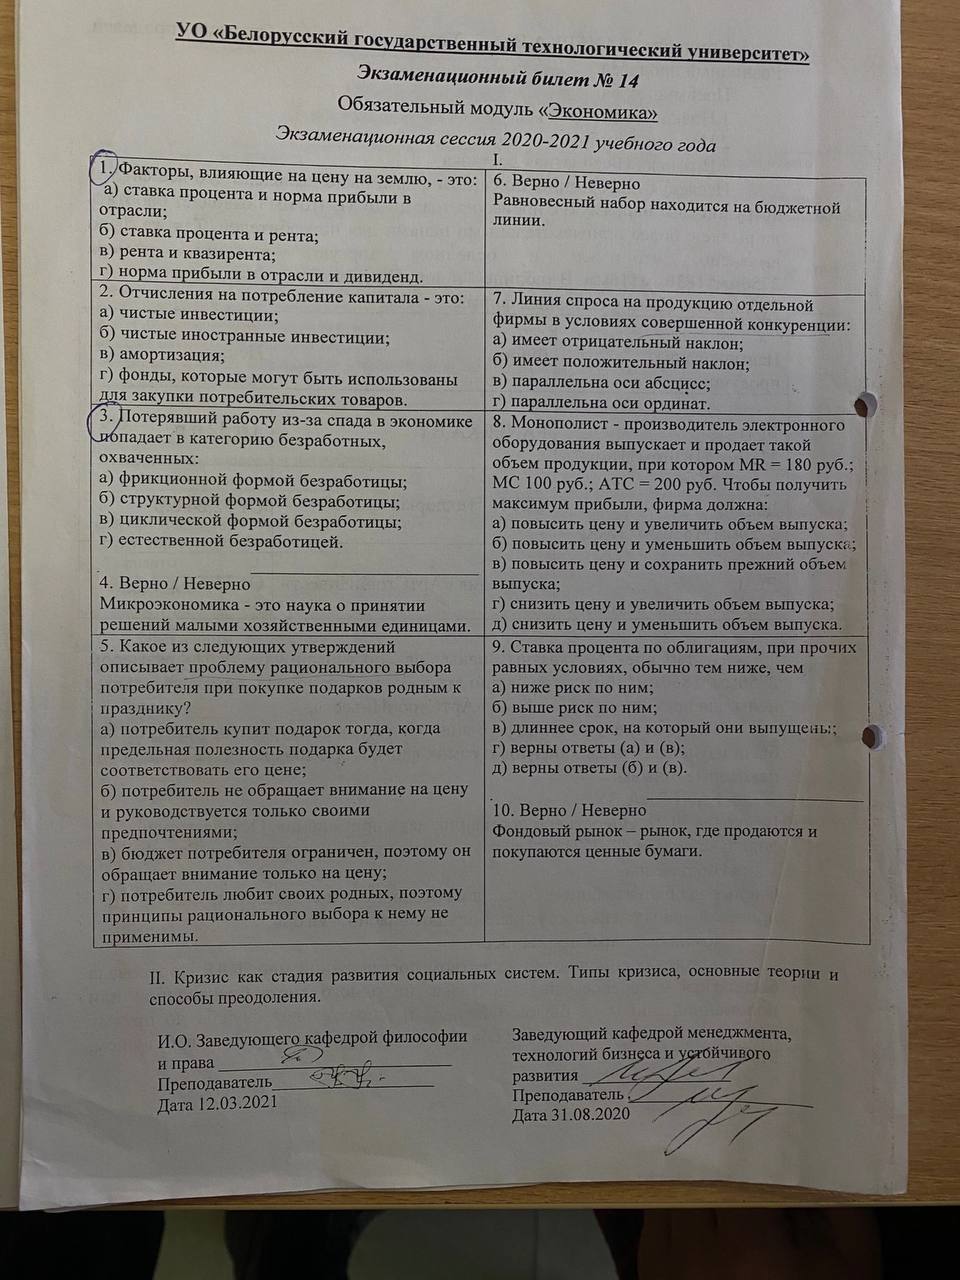 УО «Белорусский государственный технологический университет»
Экзаменационный билет № 14
Обязательный модуль «Экономика»
Экзаменационная сессия 2020-2021 учебного года
I.
1. Факторы, влияющие на цену на землю, - это:
а) ставка процента и норма прибыли в
отрасли;
б) ставка процента и рента;
в) рента и квазирента;
г) норма прибыли в отрасли и дивиденд.
2. Отчисления на потребление капитала - это:
а) чистые инвестиции;
б) чистые иностранные инвестиции;
в) амортизация;
г) фонды, которые могут быть использованы
для закупки потребительских товаров.
3. Потерявший работу из-за спада в экономике
попадает в категорию безработных,
охваченных:
а) фрикционной формой безработицы;
б) структурной формой безработицы;
в) циклической формой безработицы;
г) естественной безработицей.
4. Верно / Неверно
Микроэкономика - это наука о принятии
решений малыми хозяйственными единицами.
5. Какое из следующих утверждений
описывает проблему рационального выбора
потребителя при покупке подарков родным к
празднику?
а) потребитель купит подарок тогда, когда
предельная полезность подарка будет
соответствовать его цене;
б) потребитель не обращает внимание на цену
и руководствуется только своими
предпочтениями;
в) бюджет потребителя ограничен, поэтому он
обращает внимание только на цену;
г) потребитель любит своих родных, поэтому
принципы рационального выбора к нему не
применимы.
6. Верно / Неверно
Равновесный набор находится на бюджетной
линии.
7. Линия спроса на продукцию отдельной
фирмы в условиях совершенной конкуренции:
а) имеет отрицательный наклон;
б) имеет положительный наклон;
в) параллельна оси абсцисс;
г) параллельна оси ординат.
8. Монополист - производитель электронного
оборудования выпускает и продает такой
объем продукции, при котором MR = 180 руб.;
МС 100 руб.; АТС = 200 руб. Чтобы получить
максимум прибыли, фирма должна:
а) повысить цену и увеличить объем выпуска;
б) повысить цену и уменьшить объем выпуска;
в) повысить цену и сохранить прежний объем
выпуска;
г) снизить цену и увеличить объем выпуска;
д) снизить цену и уменьшить объем выпуска.
9. Ставка процента по облигациям, при прочих
равных условиях, обычно тем ниже, чем
а) ниже риск по ним;
б) выше риск по ним;
в) длиннее срок, на который они выпущены;
г) верны ответы (а) и (в);
д) верны ответы (б) и (в).
10. Верно / Неверно
Фондовый рынок – рынок, где продаются и
покупаются ценные бумаги.
II. Кризис как стадия развития социальных систем. Типы кризиса, основные теории и
способы преодоления.
И.О. Заведующего кафедрой философии
и права
Преподаватель
Дата 12.03.2021
Заведующий кафедрой менеджмента,
технологий бизнеса и устойчивого
развития
Преподаватель
Дата 31.08.2020